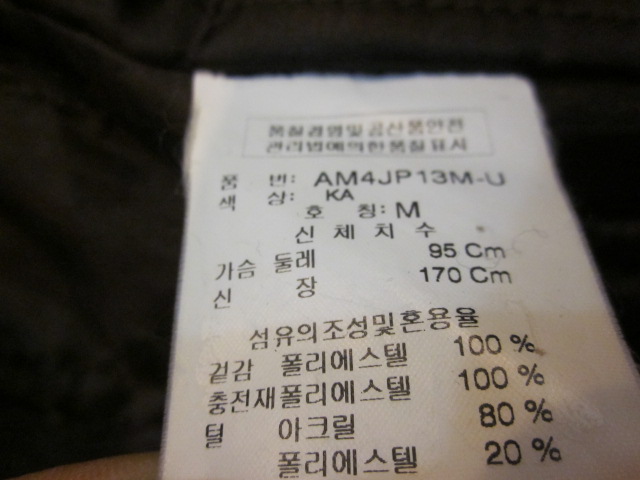 품질경영및공산품안전
관리법에의한품질표시
품 번: AM4JP13M-U
색 상: KA
호 칭: M
신 체 치 수
가슴 둘레 95 Cm
신 장 170 Cm
섬유의조성및혼용율
겉감 폴리에스텔 100 %
충전재폴리에스텔 100 %
털 아크릴 80 %
폴리에스텔 20 %